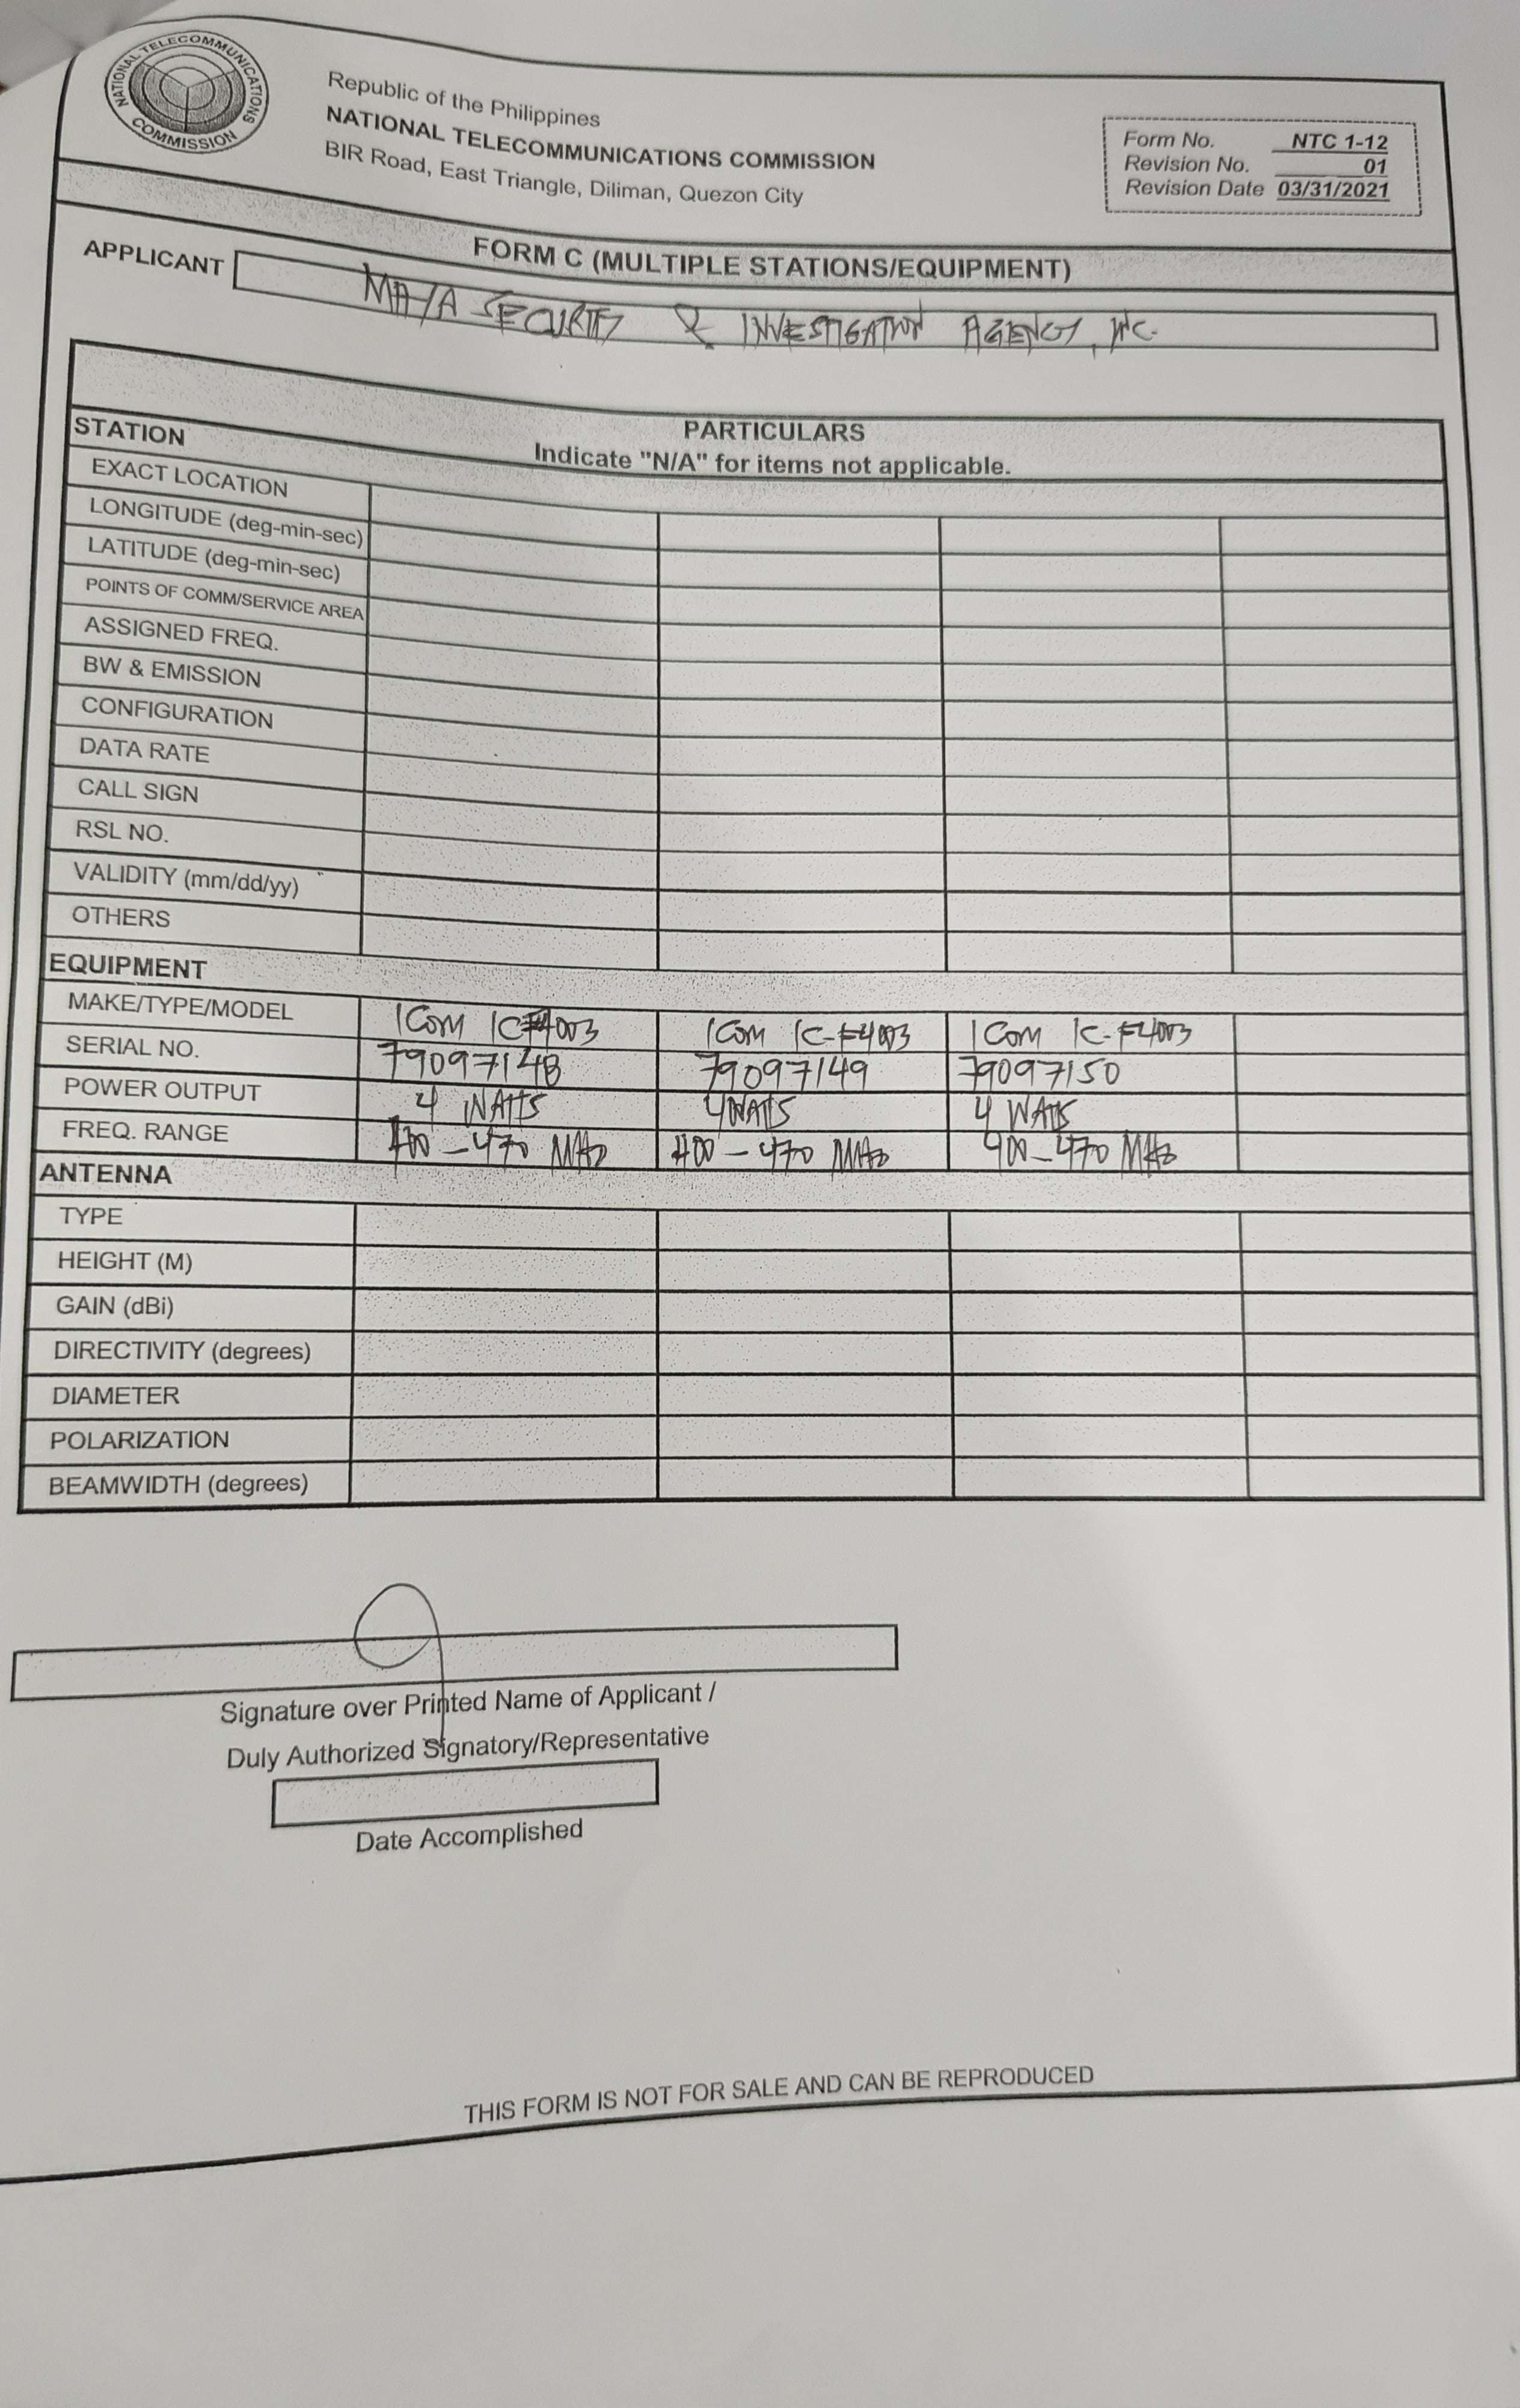 NATIONAL TELECOMMUNICATIONS COMMISSION
Republic of the Philippines
NATIONAL TELECOMMUNICATIONS COMMISSION
BIR Road, East Triangle, Diliman, Quezon City
Form No. NTC 1-12
Revision No. 01
Revision Date 03/31/2021
FORM C (MULTIPLE STATIONS/EQUIPMENT)
APPLICANT SECURITY & INVESTIGATION AGENCY, INC.
PARTICULARS
Indicate "N/A" for items not applicable.
STATION
EXACT LOCATION
LONGITUDE (deg-min-sec)
LATITUDE (deg-min-sec)
POINTS OF COMM/SERVICE AREA
ASSIGNED FREQ.
BW & EMISSION
CONFIGURATION
DATA RATE
CALL SIGN
RSL NO.
VALIDITY (mm/dd/yy)
OTHERS
EQUIPMENT
MAKE/TYPE/MODEL ICOM ICF4003 ICOM IC-F4003 ICOM IC-F4003
SERIAL NO. 79097148 79097149 79097150
POWER OUTPUT 4 WATTS 4 WATTS 4 WATTS
FREQ. RANGE 400-470 MHz 400-470 MHz 400-470 MHz
ANTENNA
TYPE
HEIGHT (M)
GAIN (dBi)
DIRECTIVITY (degrees)
DIAMETER
POLARIZATION
BEAMWIDTH (degrees)
Signature over Printed Name of Applicant /
Duly Authorized Signatory/Representative
Date Accomplished
THIS FORM IS NOT FOR SALE AND CAN BE REPRODUCED